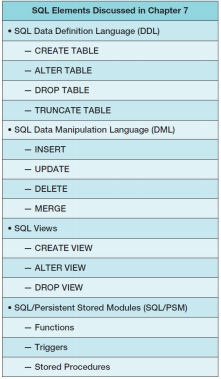 SQL Elements Discussed in Chapter 7
• SQL Data Definition Language (DDL)
— CREATE TABLE
— ALTER TABLE
— DROP TABLE
— TRUNCATE TABLE
• SQL Data Manipulation Language (DML)
— INSERT
— UPDATE
— DELETE
— MERGE
• SQL Views
— CREATE VIEW
— ALTER VIEW
— DROP VIEW
• SQL/Persistent Stored Modules (SQL/PSM)
— Functions
— Triggers
— Stored Procedures